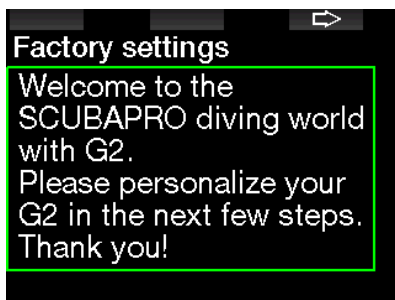 Factory settings
Welcome to the
SCUBAPRO diving world
with G2.
Please personalize your
G2 in the next few steps.
Thank you!